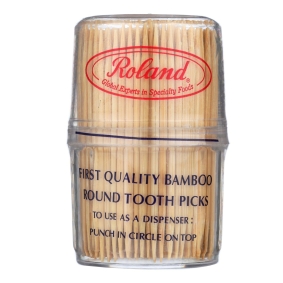 Roland
Global Experts in Specialty Foods
FIRST QUALITY BAMBOO
ROUND TOOTH PICKS
TO USE AS A DISPENSER:
PUNCH IN CIRCLE ON TOP